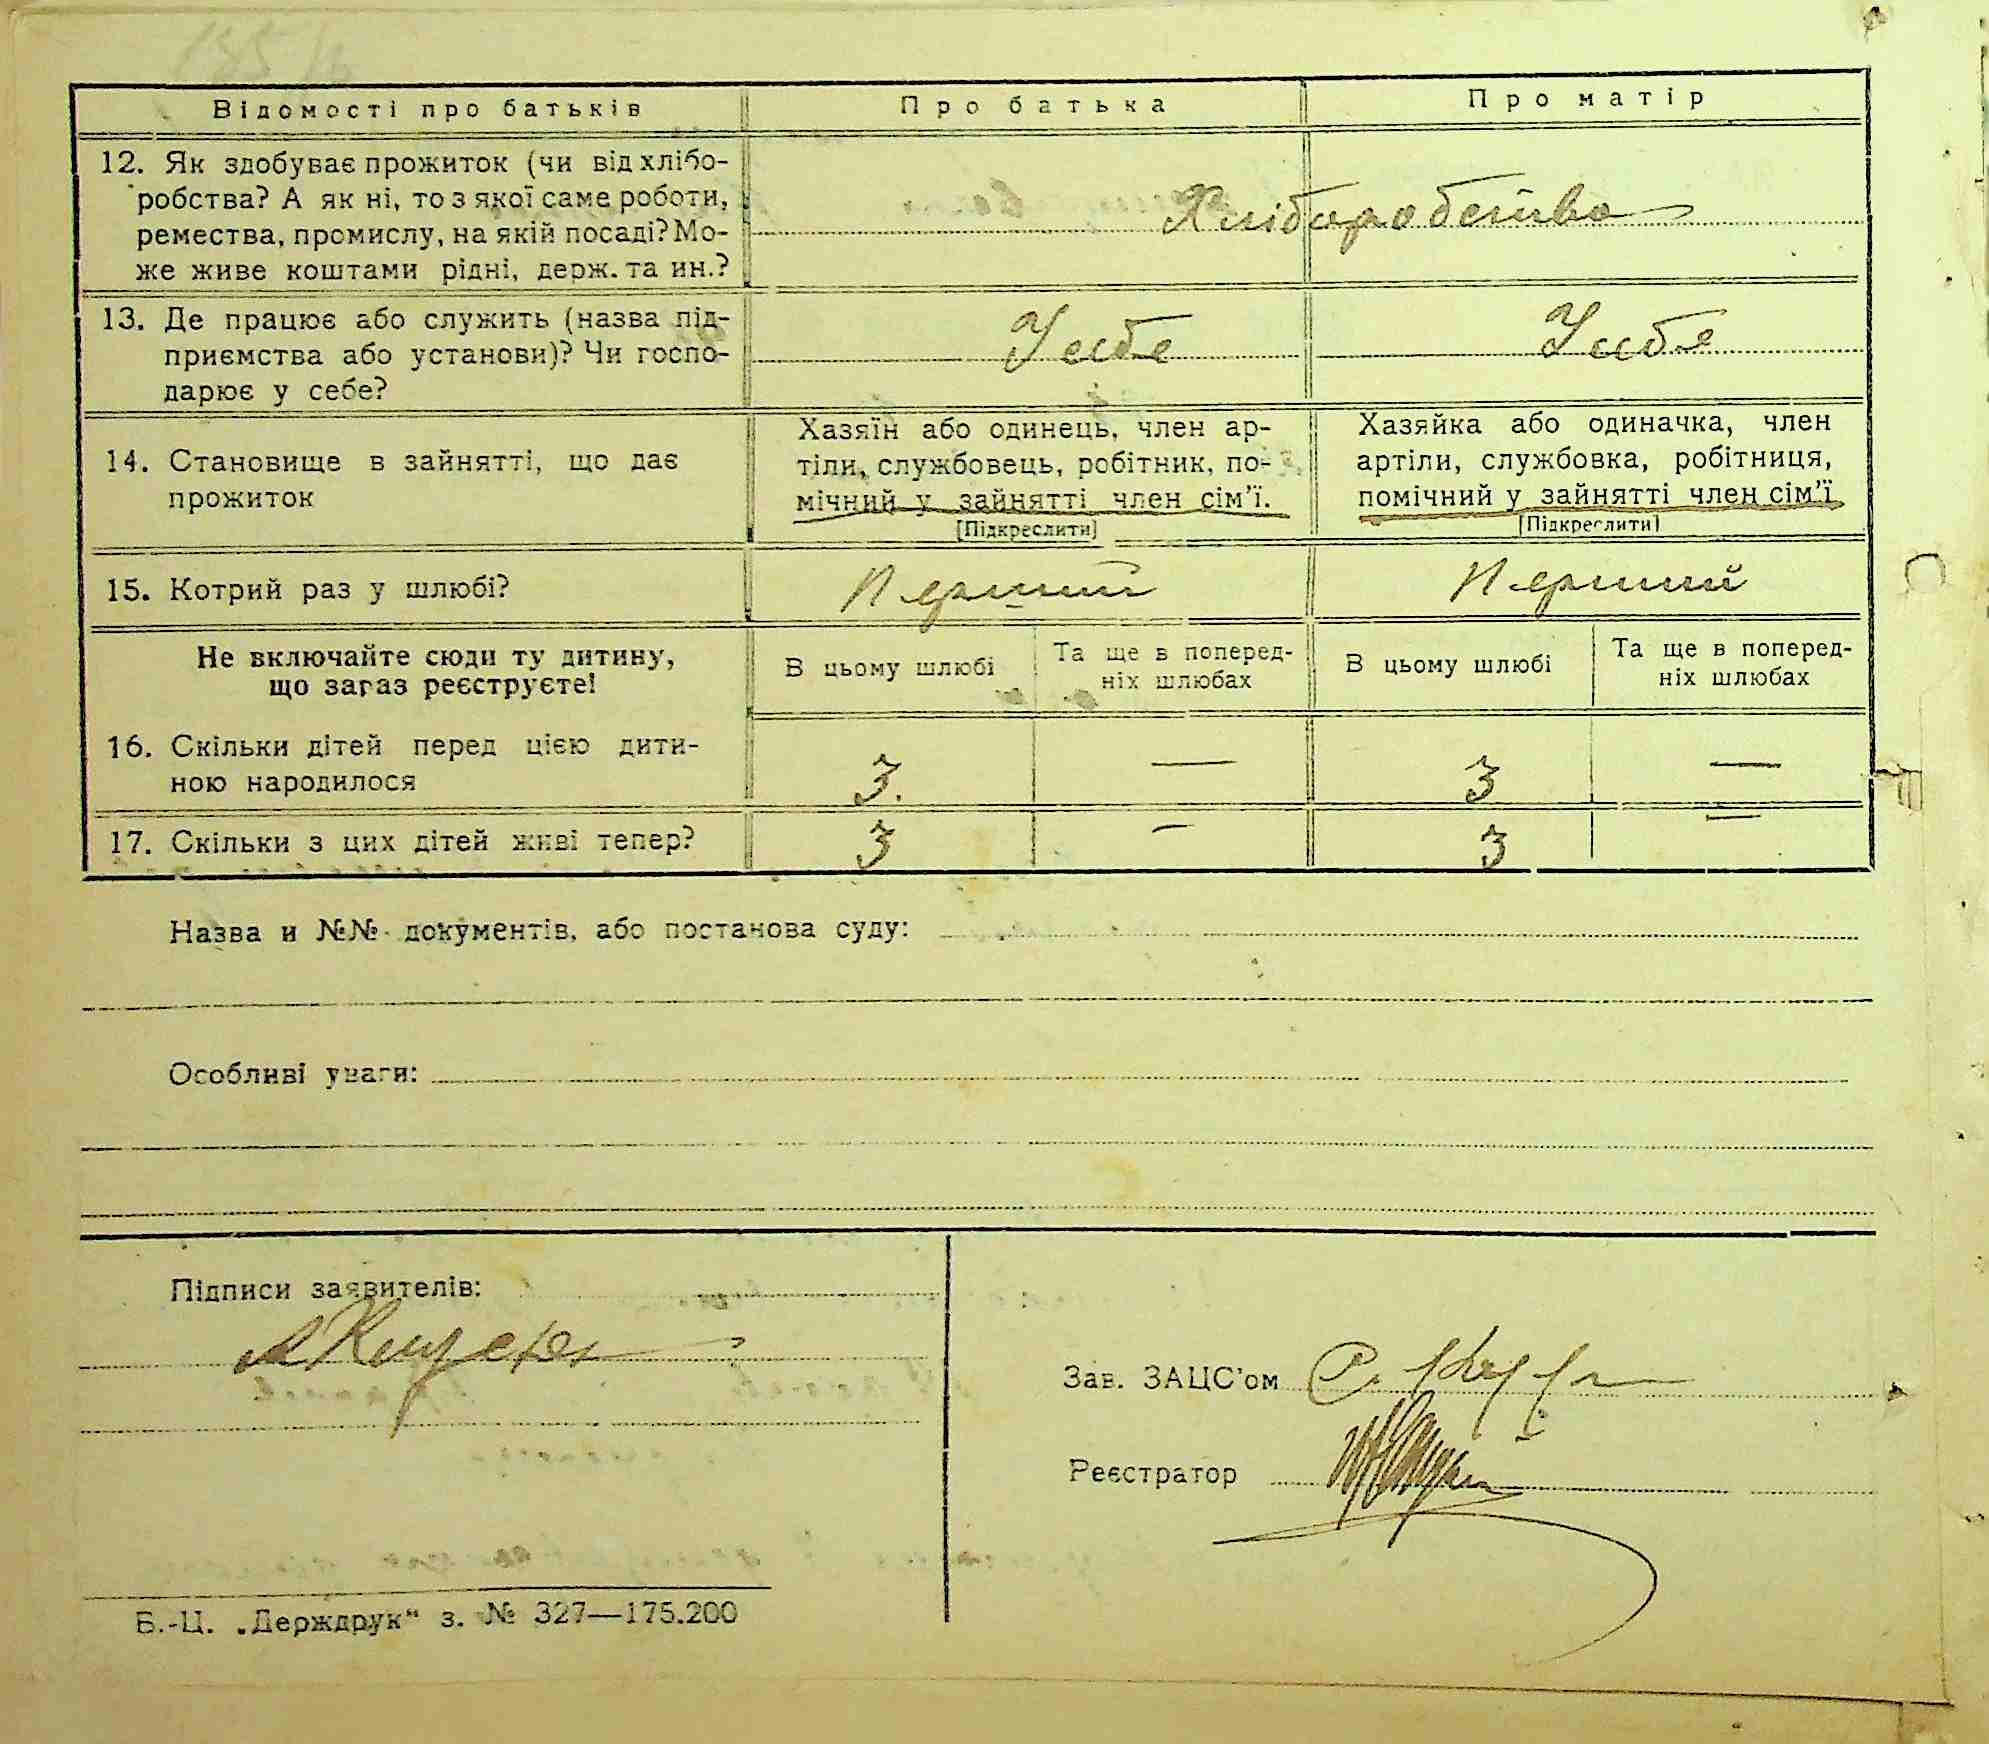 Відомості про батьків
Про батька
Про матір
12. Як здобуває прожиток (чи від хлібо-
робства? А як ні, то з якої саме роботи,
ремества, промислу, на якій посаді? Мо-
же живе коштами рідні, держ. та ин.?
Хліборобство
13. Де працює або служить (назва під-
приємства або установи)? Чи госпо-
дарює у себе?
У себе
У себе
14. Становище в зайнятті, що дає
прожиток
Хазяїн або одинець, член ар-
тіли, службовець, робітник, по-
мічний у зайнятті член сім'ї.
[Підкреслити]
Хазяйка або одиначка, член
артіли, службовка, робітниця,
помічний у зайнятті член сім'ї
[Підкреслити]
15. Котрий раз у шлюбі?
Перший
Перший
Не включайте сюди ту дитину,
що зараз реєструєте!
В цьому шлюбі
Та ще в поперед-
ніх шлюбах
В цьому шлюбі
Та ще в поперед-
ніх шлюбах
16. Скільки дітей перед цією дити-
ною народилося
3.
—
3
—
17. Скільки з цих дітей живі тепер?
3
—
3
—
Назва и №№ документів, або постанова суду:
Особливі уваги:
Підписи заявителів:
Зав. ЗАЦС'ом
Реєстратор
Б.-Ц. „Держдрук“ з. № 327—175.200